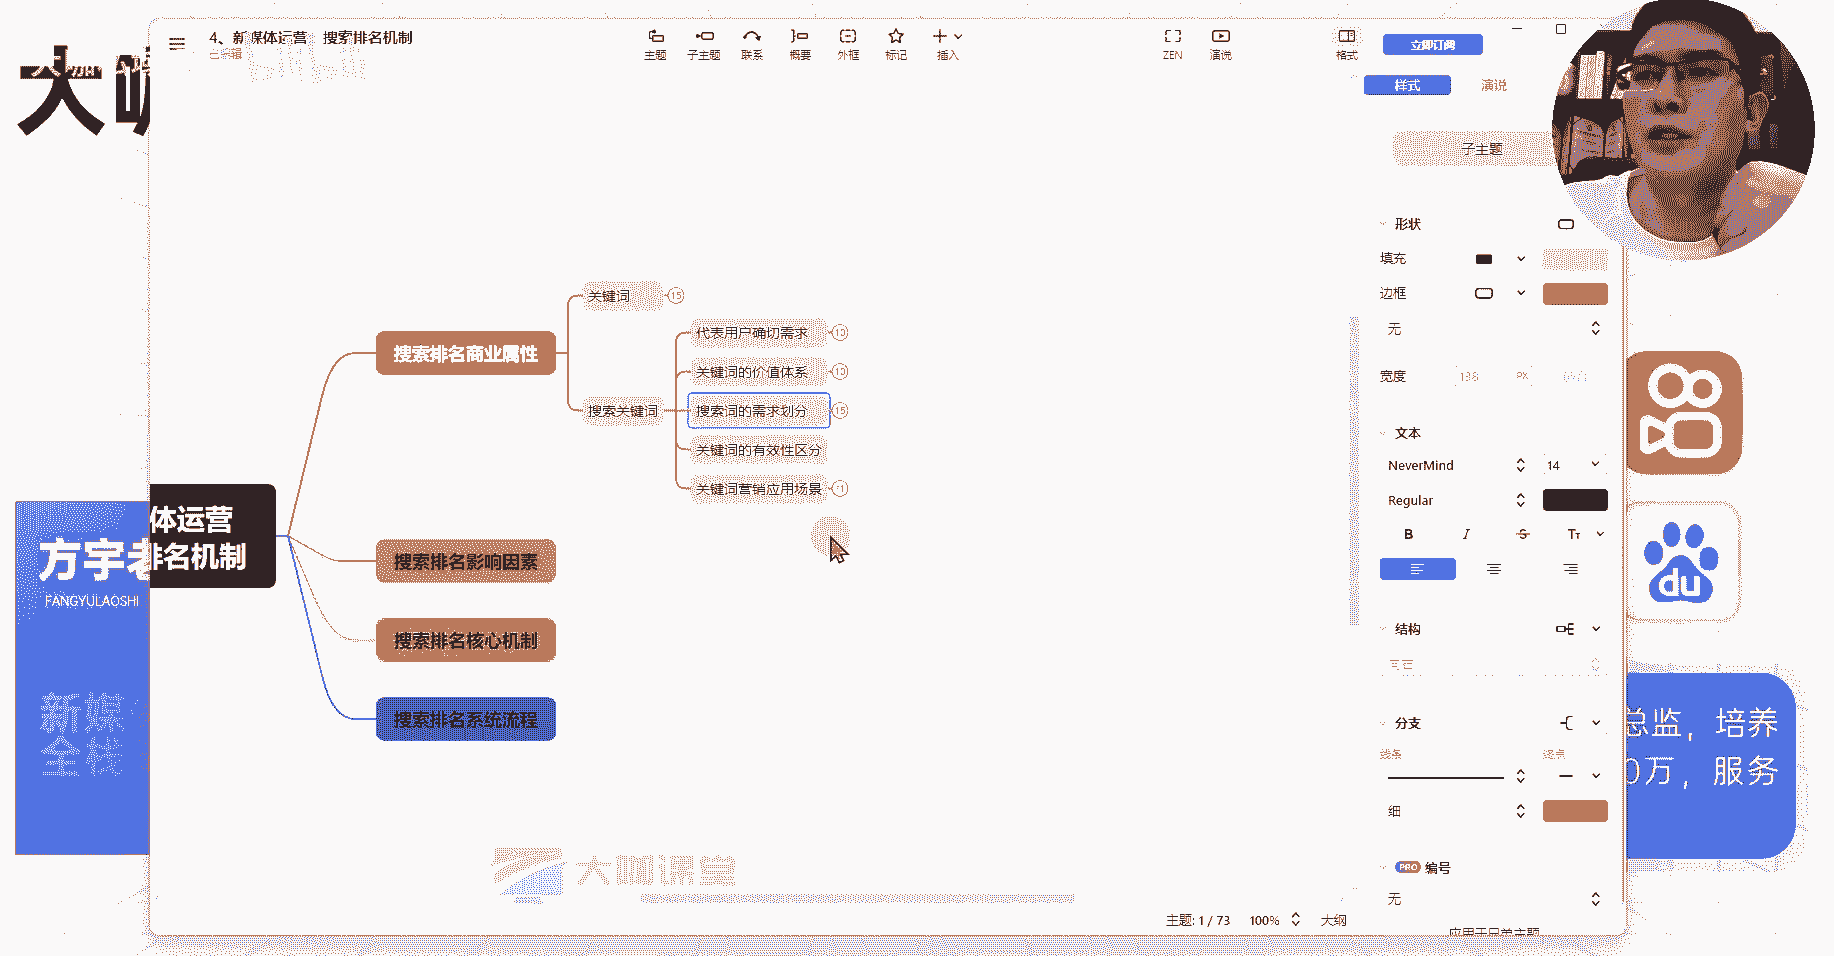 4、新媒体运营 搜索排名机制
已编辑
主题
子主题
联系
概要
外框
标记
插入
ZEN
演说
格式
立即订阅
样式
演说
大咖
子主题
形状
填充
边框
无
宽度
138
PX
文本
NeverMind
14
Regular
B
I
S
Tт
结构
分支
线条
终点
细
PRO 编号
无
关键词
15
搜索排名商业属性
代表用户确切需求
13
关键词的价值体系
13
搜索关键词
搜索词的需求划分
15
关键词的有效性区分
关键词营销应用场景
11
体运营
排名机制
搜索排名影响因素
搜索排名核心机制
搜索排名系统流程
方宇老
FANGYULAOSHI
新媒
全栈
du
总监，培养
0万，服务
大咖课堂
主题: 1 / 73
100%
大纲
应用于兄弟主题